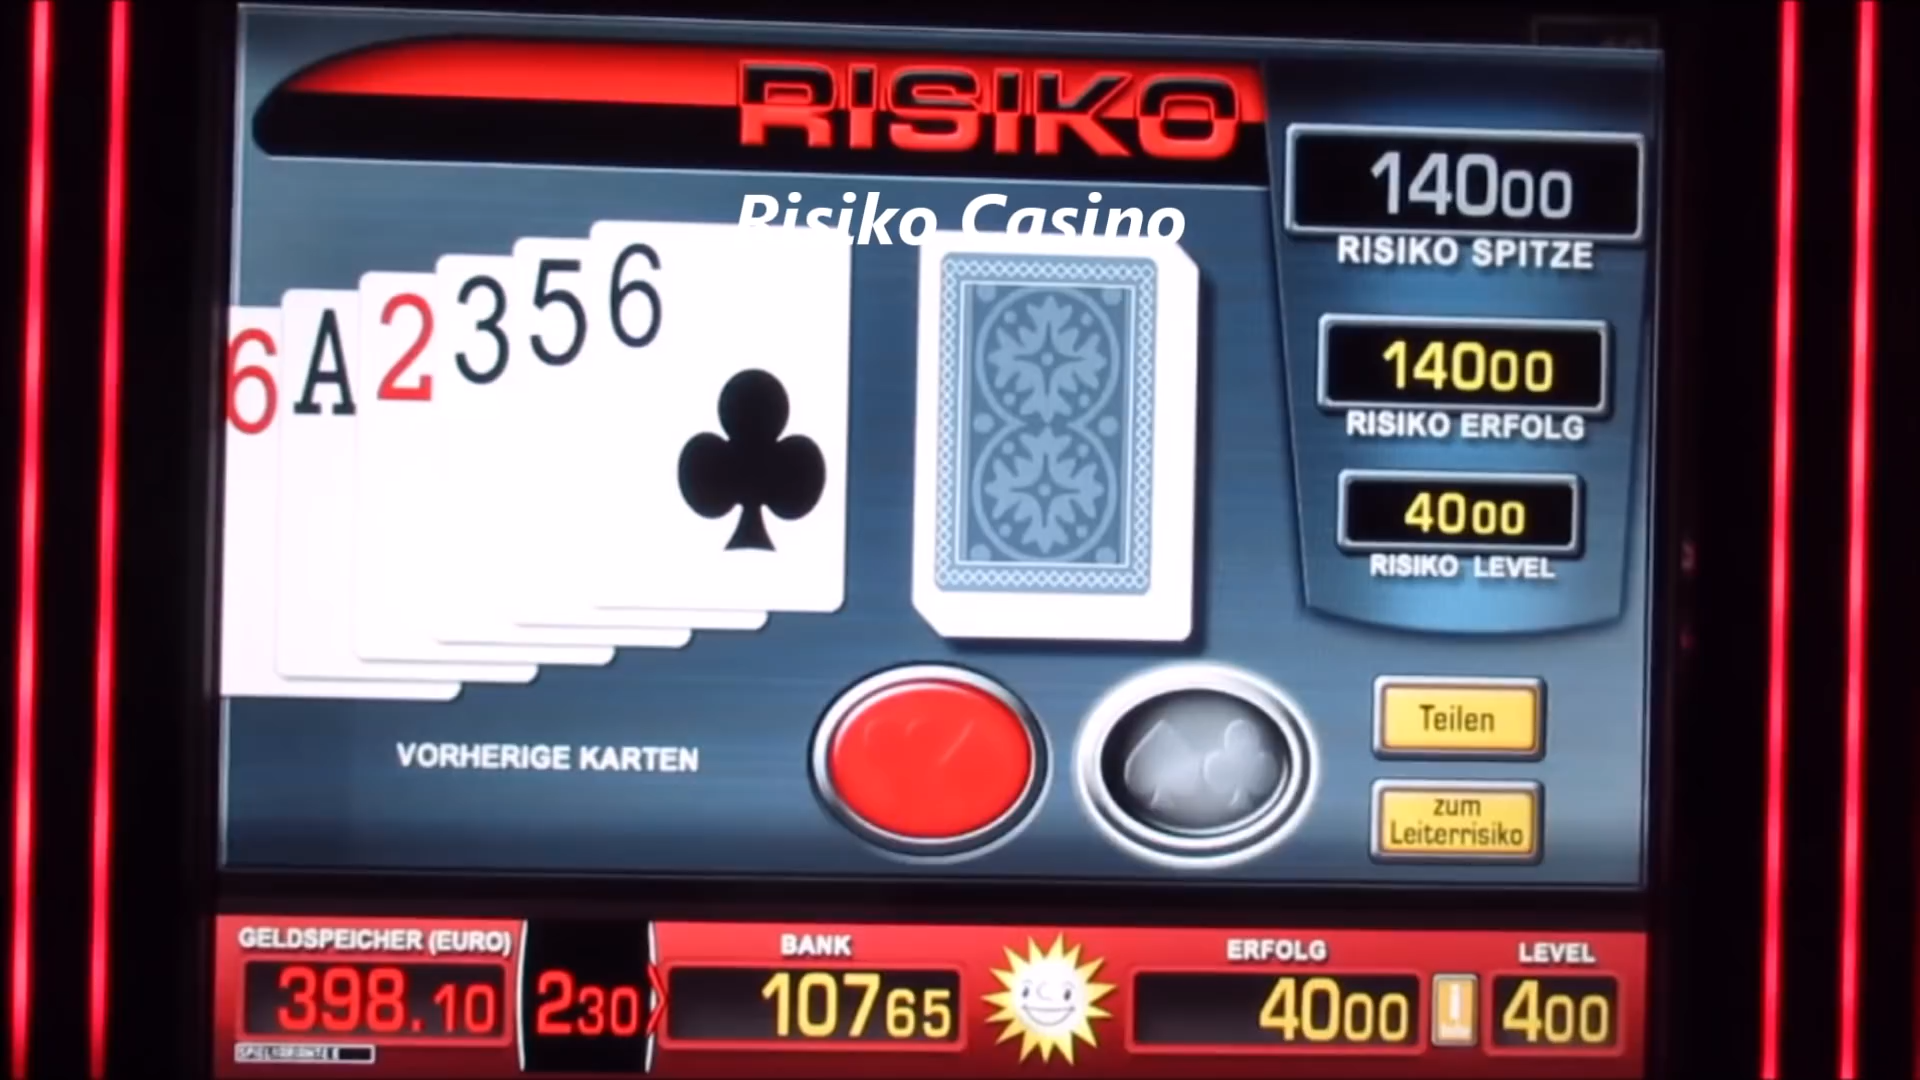 RISIKO
Risiko Casino
14000
RISIKO SPITZE
6 A 2 3 5 6
14000
RISIKO ERFOLG
4000
RISIKO LEVEL
Teilen
VORHERIGE KARTEN
zum
Leiterrisiko
GELDSPEICHER (EURO)
BANK
ERFOLG
LEVEL
398.10
230
10765
4000
400